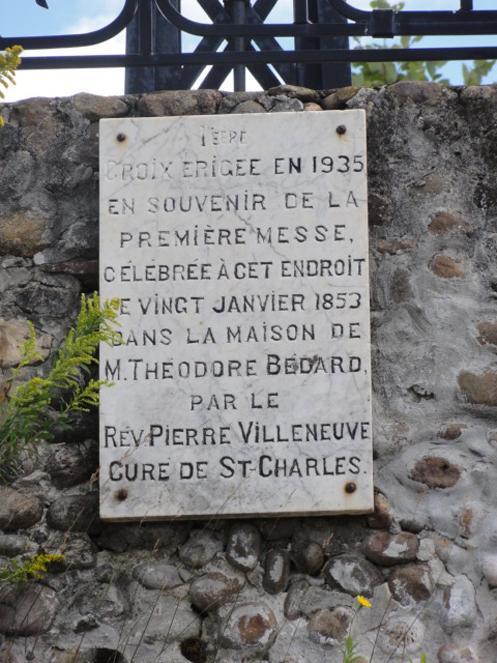 1ERE
CROIX ERIGEE EN 1935
EN SOUVENIR DE LA
PREMIÈRE MESSE,
CÉLÉBRÉE À CET ENDROIT
LE VINGT JANVIER 1853
DANS LA MAISON DE
M. THÉODORE BÉDARD,
PAR LE
RÉV. PIERRE VILLENEUVE
CURÉ DE ST-CHARLES.